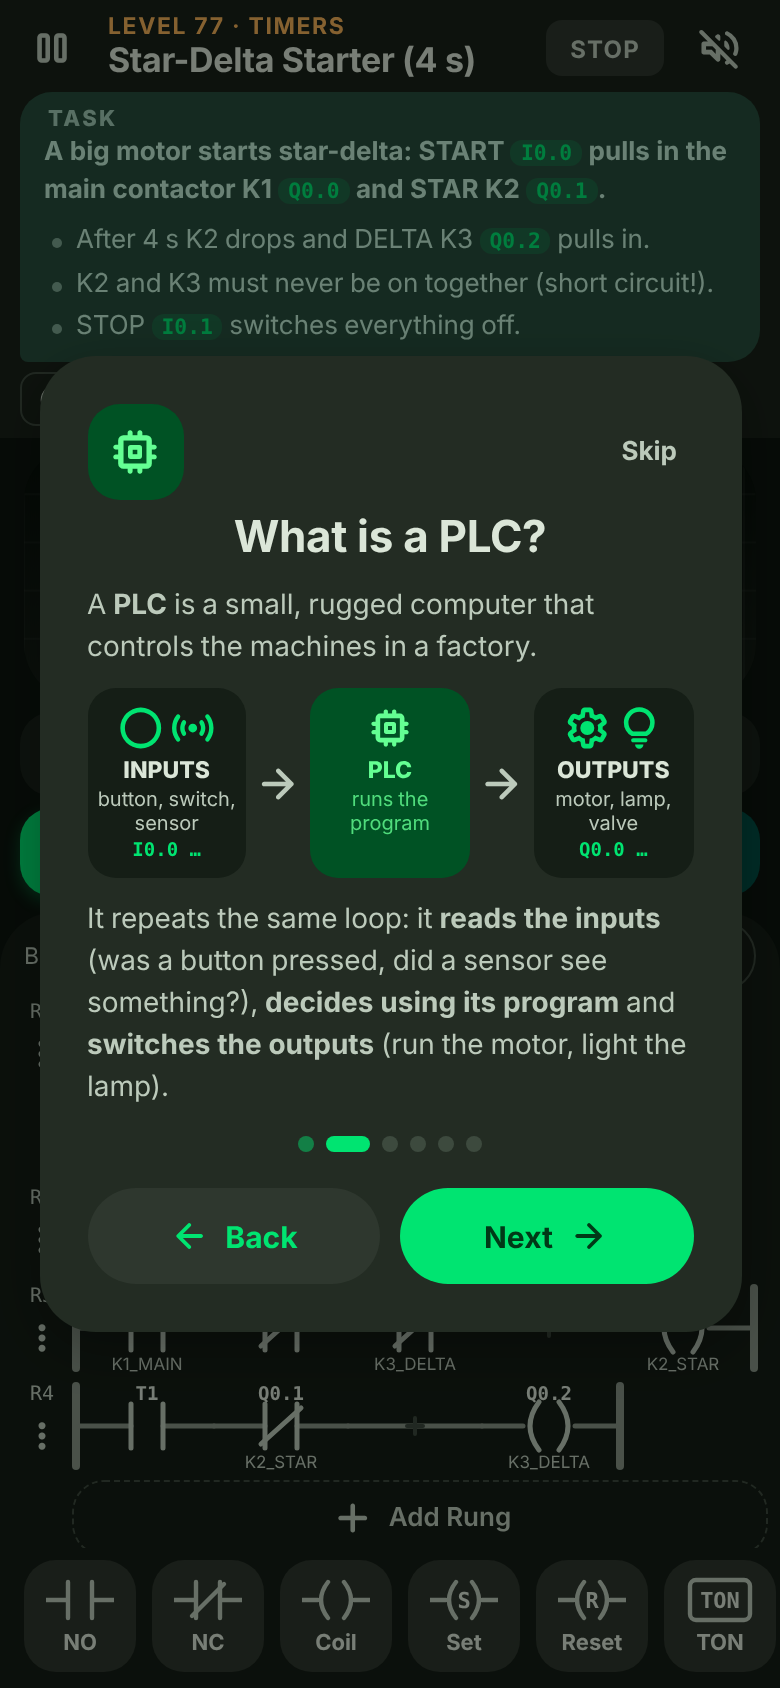 LEVEL 77 · TIMERS
Star-Delta Starter (4 s)
STOP
TASK
A big motor starts star-delta: START I0.0 pulls in the
main contactor K1 Q0.0 and STAR K2 Q0.1.
After 4 s K2 drops and DELTA K3 Q0.2 pulls in.
K2 and K3 must never be on together (short circuit!).
STOP I0.1 switches everything off.
Skip
What is a PLC?
A PLC is a small, rugged computer that
controls the machines in a factory.
INPUTS
button, switch,
sensor
I0.0 …
PLC
runs the
program
OUTPUTS
motor, lamp,
valve
Q0.0 …
It repeats the same loop: it reads the inputs
(was a button pressed, did a sensor see
something?), decides using its program and
switches the outputs (run the motor, light the
lamp).
Back
Next
K1_MAIN
K3_DELTA
K2_STAR
R4
T1
Q0.1
Q0.2
K2_STAR
K3_DELTA
Add Rung
NO
NC
Coil
S
Set
R
Reset
TON
TON